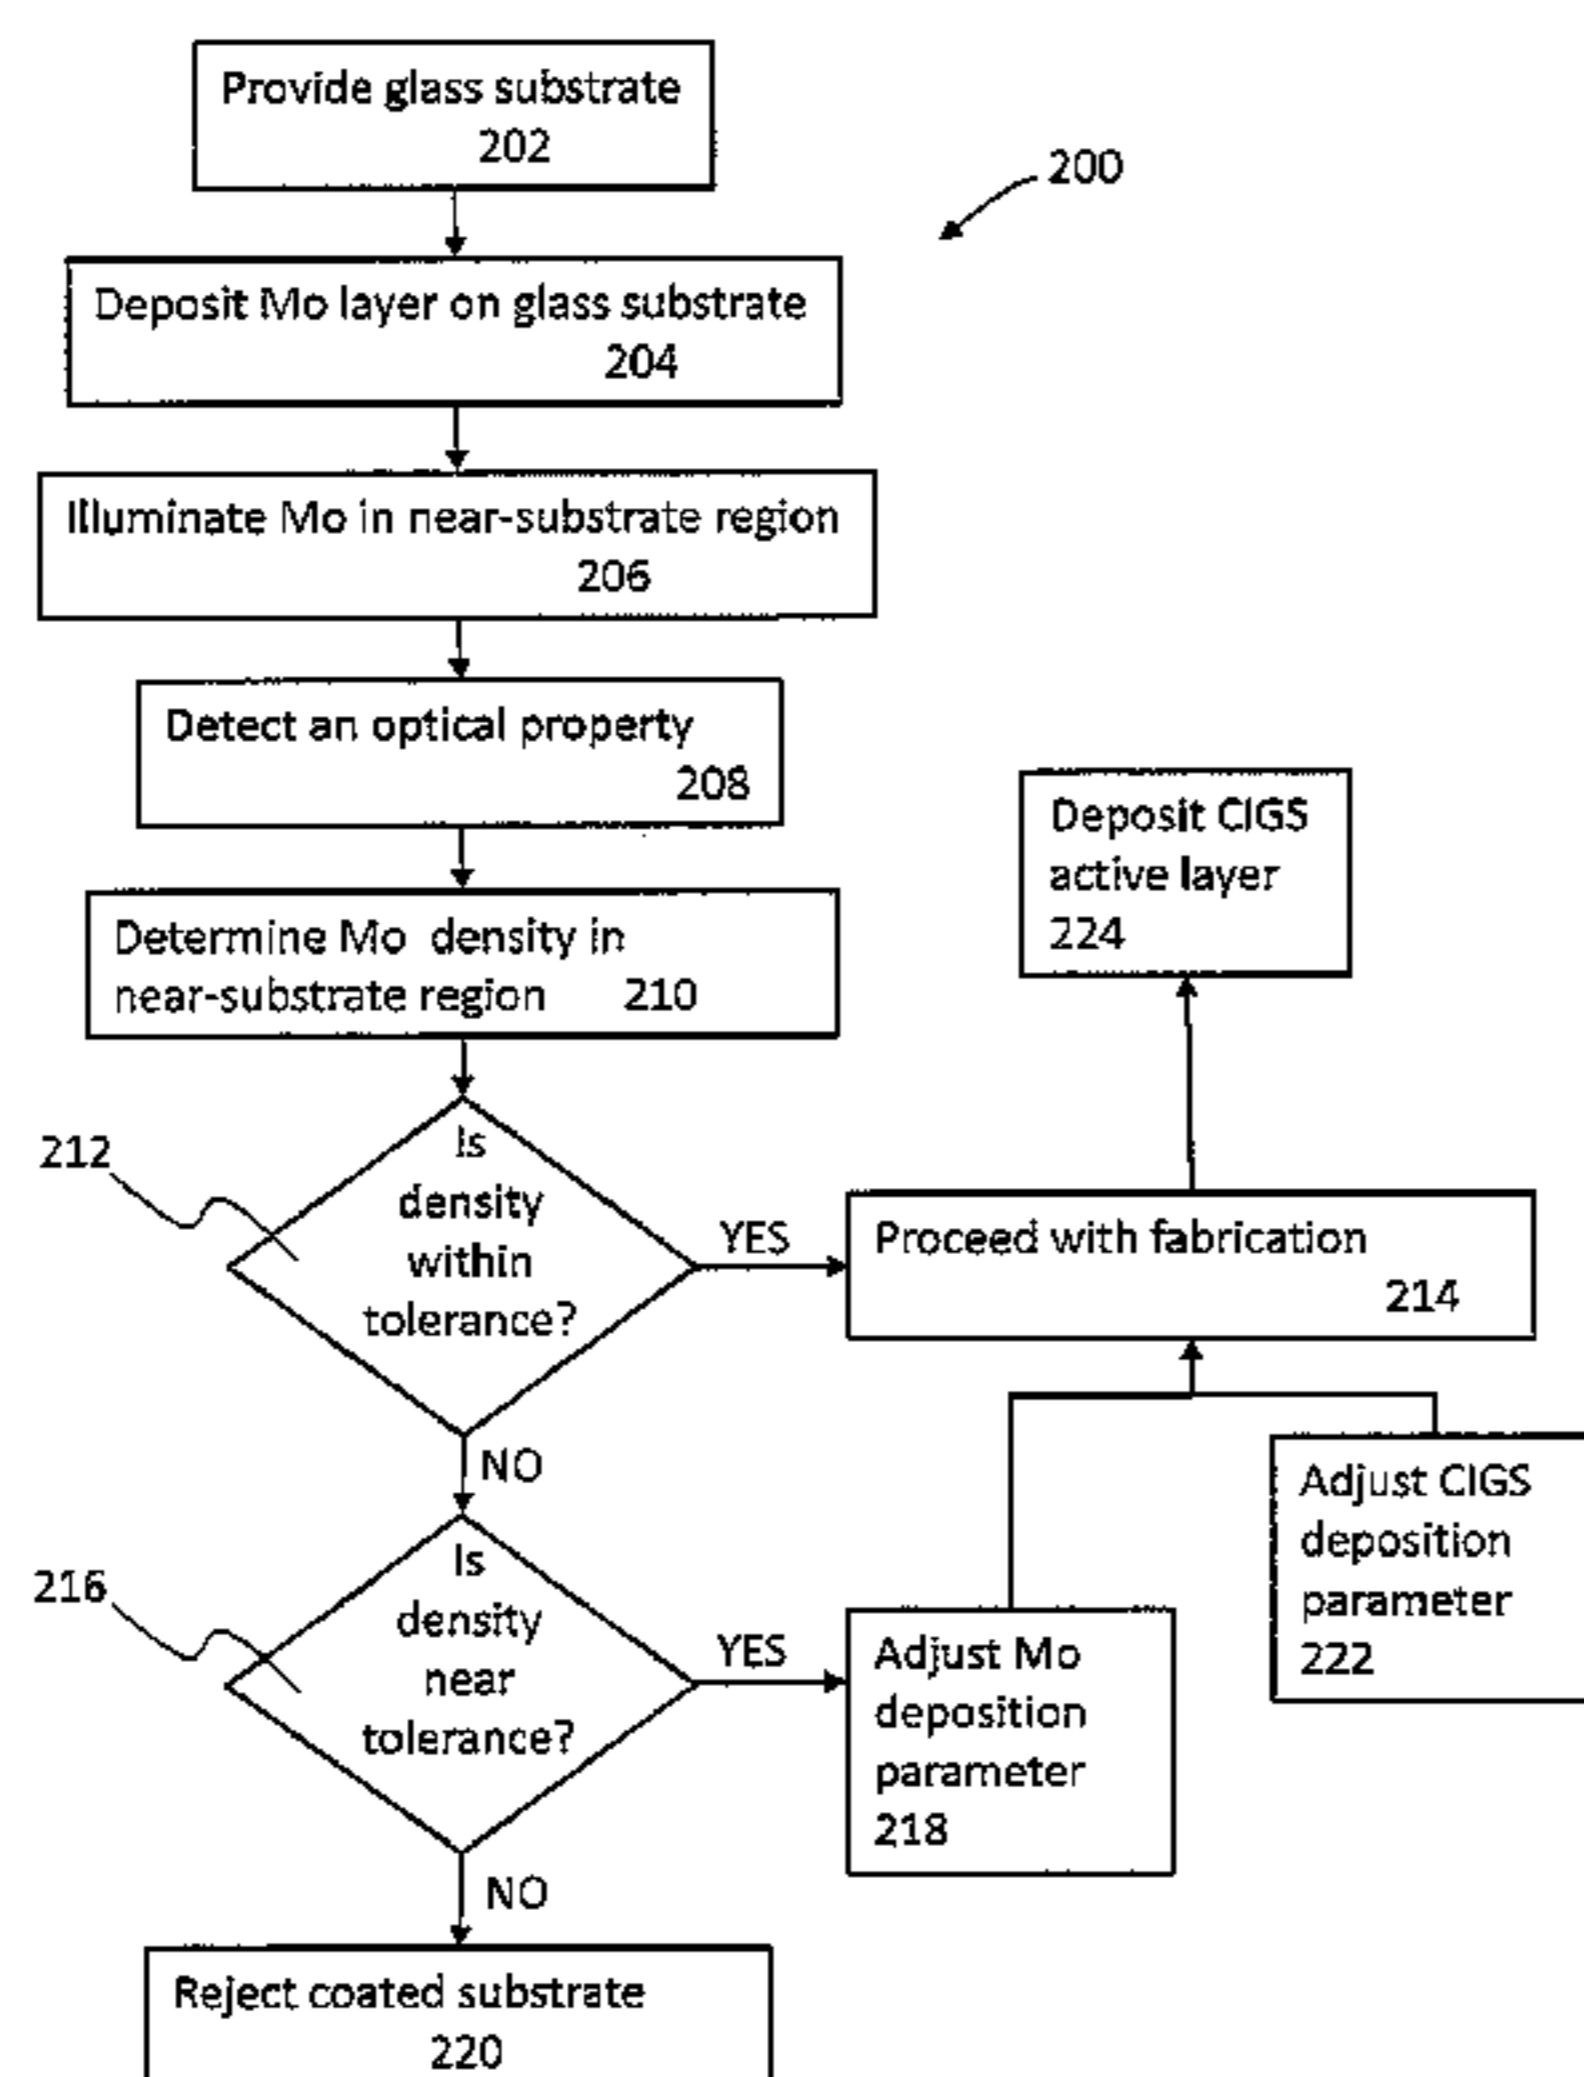 Provide glass substrate
202
200
Deposit Mo layer on glass substrate
204
Illuminate Mo in near-substrate region
206
Detect an optical property
208
Deposit CIGS
active layer
224
Determine Mo density in
near-substrate region 210
212
Is
density
within
tolerance?
YES
Proceed with fabrication
214
NO
216
Is
density
near
tolerance?
YES
Adjust Mo
deposition
parameter
218
Adjust CIGS
deposition
parameter
222
NO
Reject coated substrate
220